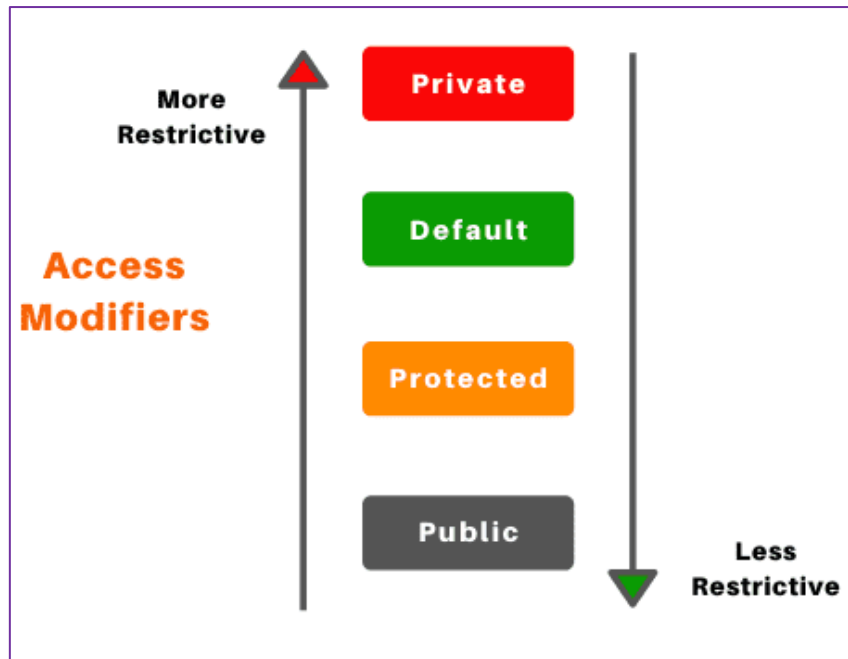 Private
More
Restrictive
Default
Access
Modifiers
Protected
Public
Less
Restrictive